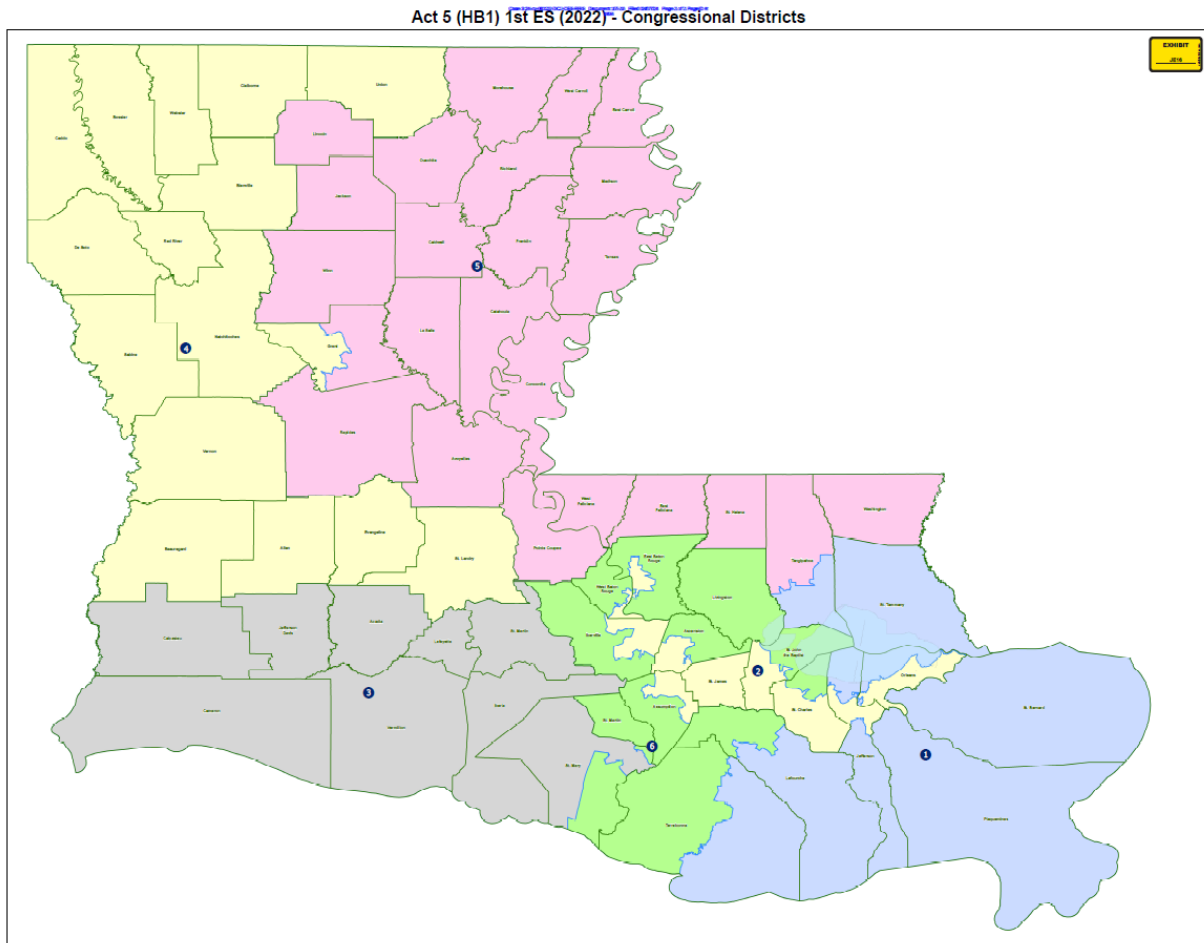 Act 5 (HB1) 1st ES (2022) - Congressional Districts
EXHIBIT
Claiborne
Union
Morehouse
West Carroll
East Carroll
Caddo
Bossier
Webster
Lincoln
Ouachita
Richland
Madison
Bienville
Jackson
De Soto
Red River
Winn
Caldwell
Franklin
Tensas
5
Natchitoches
La Salle
Catahoula
Sabine
4
Grant
Concordia
Rapides
Avoyelles
Vernon
West
Feliciana
East
Feliciana
St. Helena
Washington
Beauregard
Allen
Evangeline
St. Landry
Pointe Coupee
East Baton
Rouge
Tangipahoa
West Baton
Rouge
Livingston
St. Tammany
Calcasieu
Jefferson
Davis
Acadia
Lafayette
St. Martin
Iberville
Ascension
St. John
the Baptist
Orleans
Cameron
3
Vermilion
Iberia
St. James
2
St. Charles
Assumption
St. Bernard
St. Martin
6
St. Mary
Jefferson
1
Lafourche
Terrebonne
Plaquemines